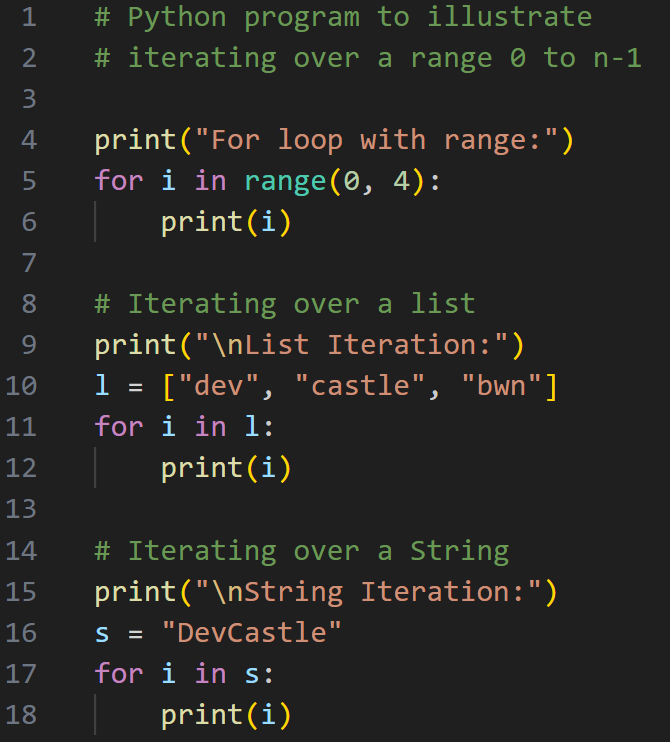 1 # Python program to illustrate
2 # iterating over a range 0 to n-1
3
4 print("For loop with range:")
5 for i in range(0, 4):
6     print(i)
7
8 # Iterating over a list
9 print("\nList Iteration:")
10 l = ["dev", "castle", "bwn"]
11 for i in l:
12     print(i)
13
14 # Iterating over a String
15 print("\nString Iteration:")
16 s = "DevCastle"
17 for i in s:
18     print(i)